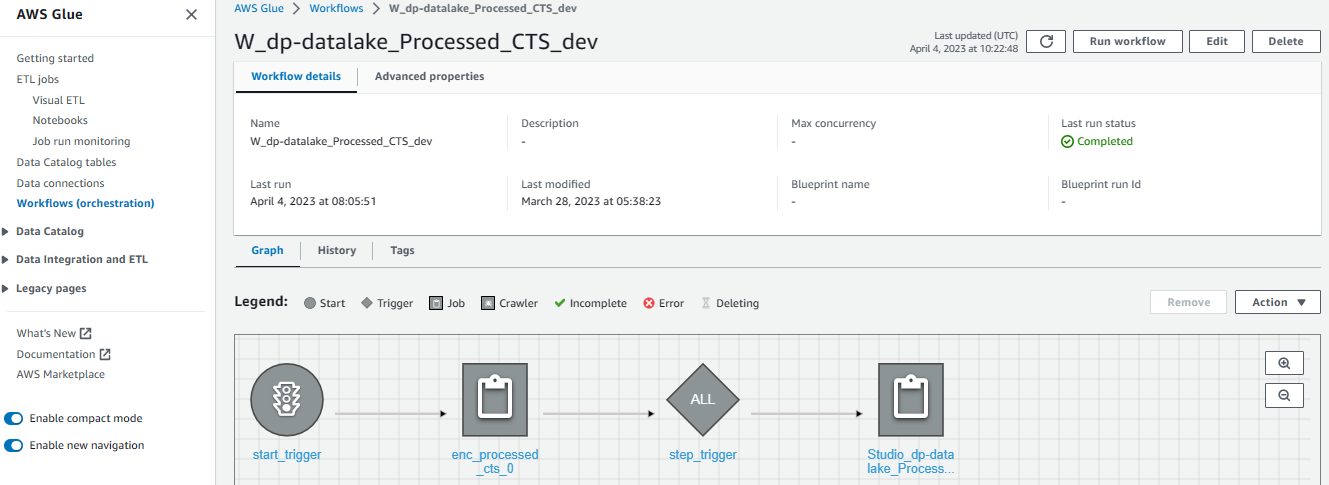 AWS Glue
Getting started
ETL jobs
Visual ETL
Notebooks
Job run monitoring
Data Catalog tables
Data connections
Workflows (orchestration)
Data Catalog
Data Integration and ETL
Legacy pages
What's New
Documentation
AWS Marketplace
Enable compact mode
Enable new navigation
AWS Glue > Workflows > W_dp-datalake_Processed_CTS_dev
W_dp-datalake_Processed_CTS_dev
Last updated (UTC)
April 4, 2023 at 10:22:48
Run workflow
Edit
Delete
Workflow details
Advanced properties
Name
W_dp-datalake_Processed_CTS_dev
Description
-
Max concurrency
-
Last run status
Completed
Last run
April 4, 2023 at 08:05:51
Last modified
March 28, 2023 at 05:38:23
Blueprint name
-
Blueprint run Id
-
Graph
History
Tags
Legend: Start Trigger Job Crawler Incomplete Error Deleting
Remove
Action
ALL
start_trigger
enc_processed
_cts_0
step_trigger
Studio_dp-data
lake_Process...